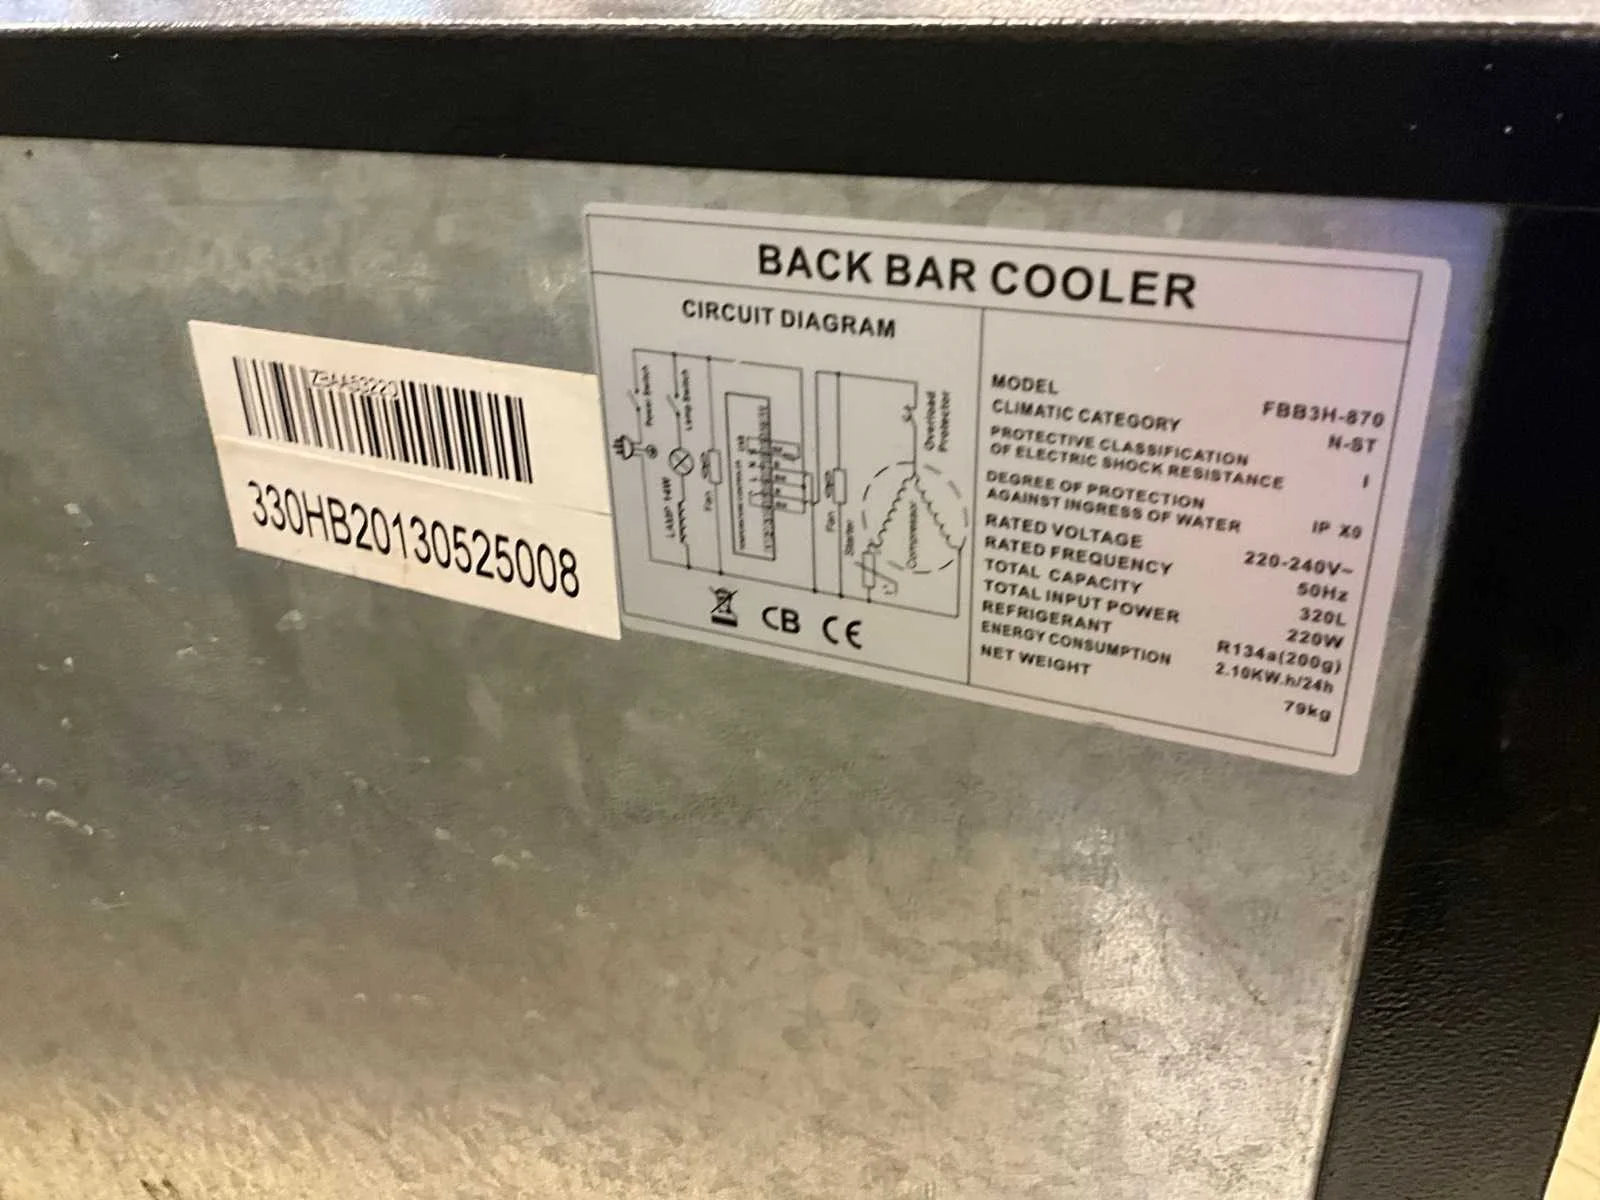 BACK BAR COOLER
CIRCUIT DIAGRAM
Power Switch
Lamp Switch
LAMP 14W
Fan
Fan
Starter
Compressor
Overload
Protector
CB CE
MODEL FBB3H-870
CLIMATIC CATEGORY N-ST
PROTECTIVE CLASSIFICATION
OF ELECTRIC SHOCK RESISTANCE I
DEGREE OF PROTECTION
AGAINST INGRESS OF WATER IP X0
RATED VOLTAGE 220-240V~
RATED FREQUENCY 50Hz
TOTAL CAPACITY 320L
TOTAL INPUT POWER 220W
REFRIGERANT R134a(200g)
ENERGY CONSUMPTION 2.10KW.h/24h
NET WEIGHT 79kg
330HB20130525008